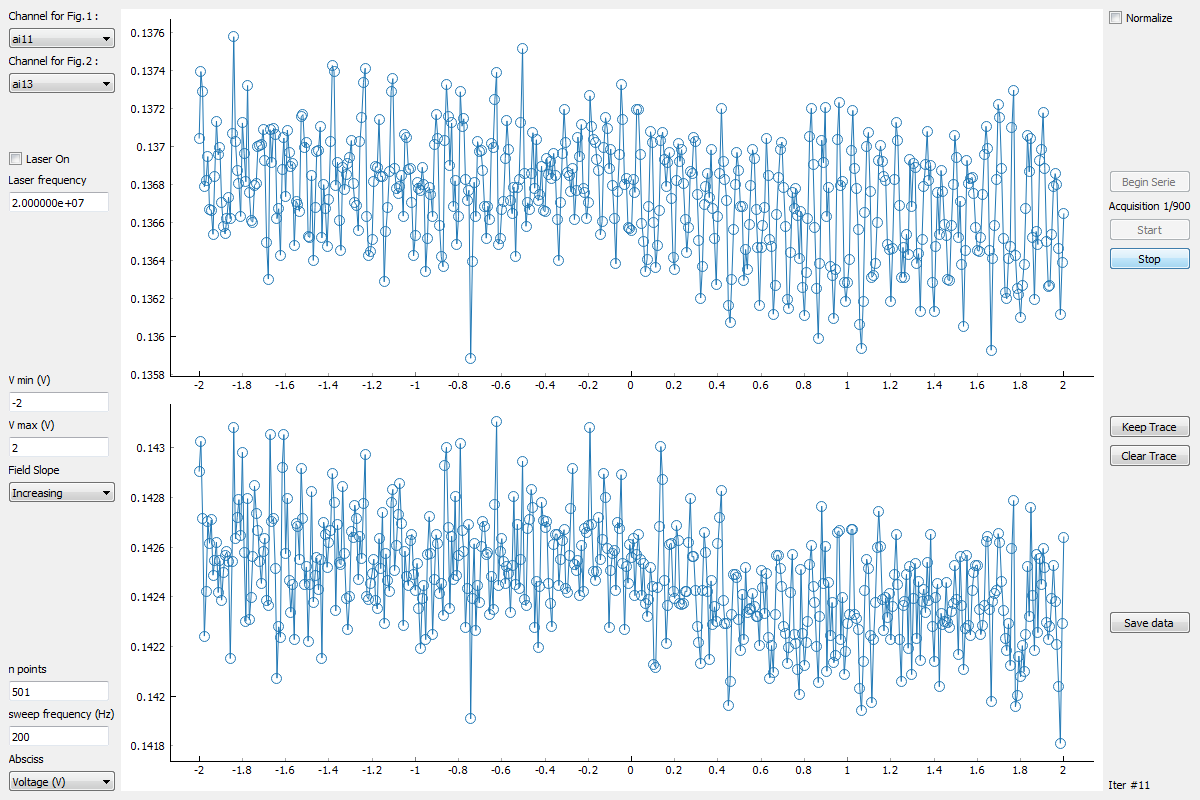 Channel for Fig.1 :
ai11
Channel for Fig.2 :
ai13
Laser On
Laser frequency
2.000000e+07
V min (V)
-2
V max (V)
2
Field Slope
Increasing
n points
501
sweep frequency (Hz)
200
Absciss
Voltage (V)
0.1376
0.1374
0.1372
0.137
0.1368
0.1366
0.1364
0.1362
0.136
0.1358
-2 -1.8 -1.6 -1.4 -1.2 -1 -0.8 -0.6 -0.4 -0.2 0 0.2 0.4 0.6 0.8 1 1.2 1.4 1.6 1.8 2
0.143
0.1428
0.1426
0.1424
0.1422
0.142
0.1418
-2 -1.8 -1.6 -1.4 -1.2 -1 -0.8 -0.6 -0.4 -0.2 0 0.2 0.4 0.6 0.8 1 1.2 1.4 1.6 1.8 2
Normalize
Begin Serie
Acquisition 1/900
Start
Stop
Keep Trace
Clear Trace
Save data
Iter #11